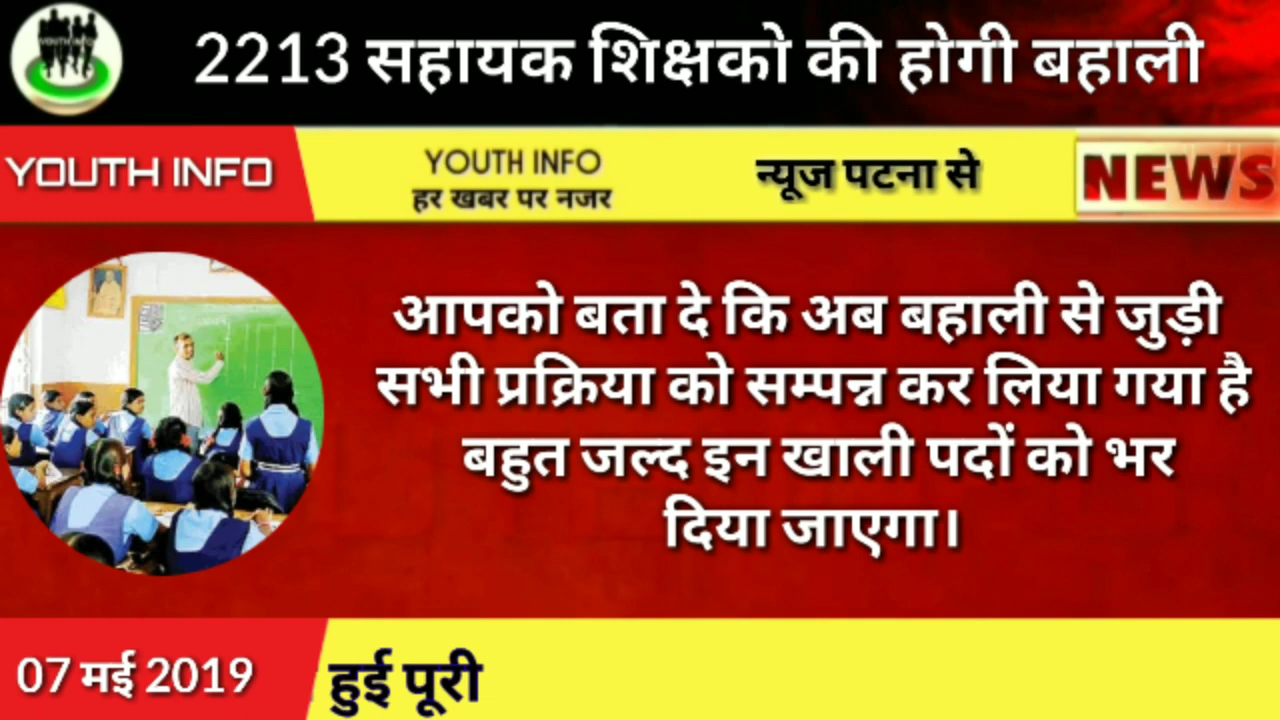 2213 सहायक शिक्षको की होगी बहाली
YOUTH INFO
YOUTH INFO
हर खबर पर नजर
न्यूज पटना से
NEWS
आपको बता दे कि अब बहाली से जुड़ी
सभी प्रक्रिया को सम्पन्न कर लिया गया है
बहुत जल्द इन खाली पदों को भर
दिया जाएगा।
07 मई 2019
हुई पूरी